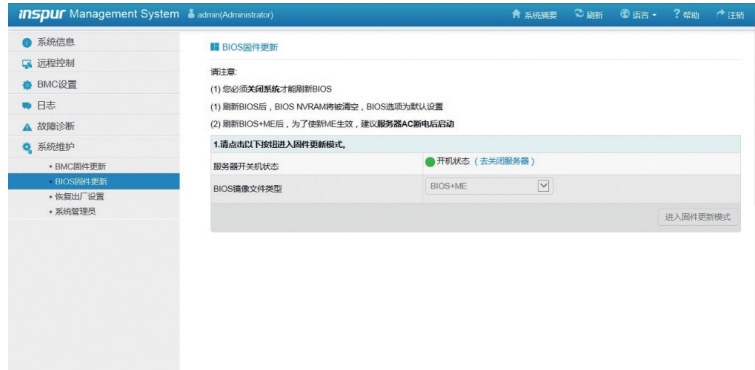 inspur Management System admin(Administrator) 系统摘要 刷新 语言 ? 帮助 注销
系统信息
远程控制
BMC设置
日志
故障诊断
系统维护
• BMC固件更新
• BIOS固件更新
• 恢复出厂设置
• 系统管理员
BIOS固件更新
请注意:
(1) 您必须关闭系统才能刷新BIOS
(1) 刷新BIOS后，BIOS NVRAM将被清空，BIOS选项为默认设置
(2) 刷新BIOS+ME后，为了使新ME生效，建议服务器AC断电后启动
1.请点击以下按钮进入固件更新模式。
服务器开关机状态 开机状态 （去关闭服务器）
BIOS镜像文件类型 BIOS+ME
进入固件更新模式